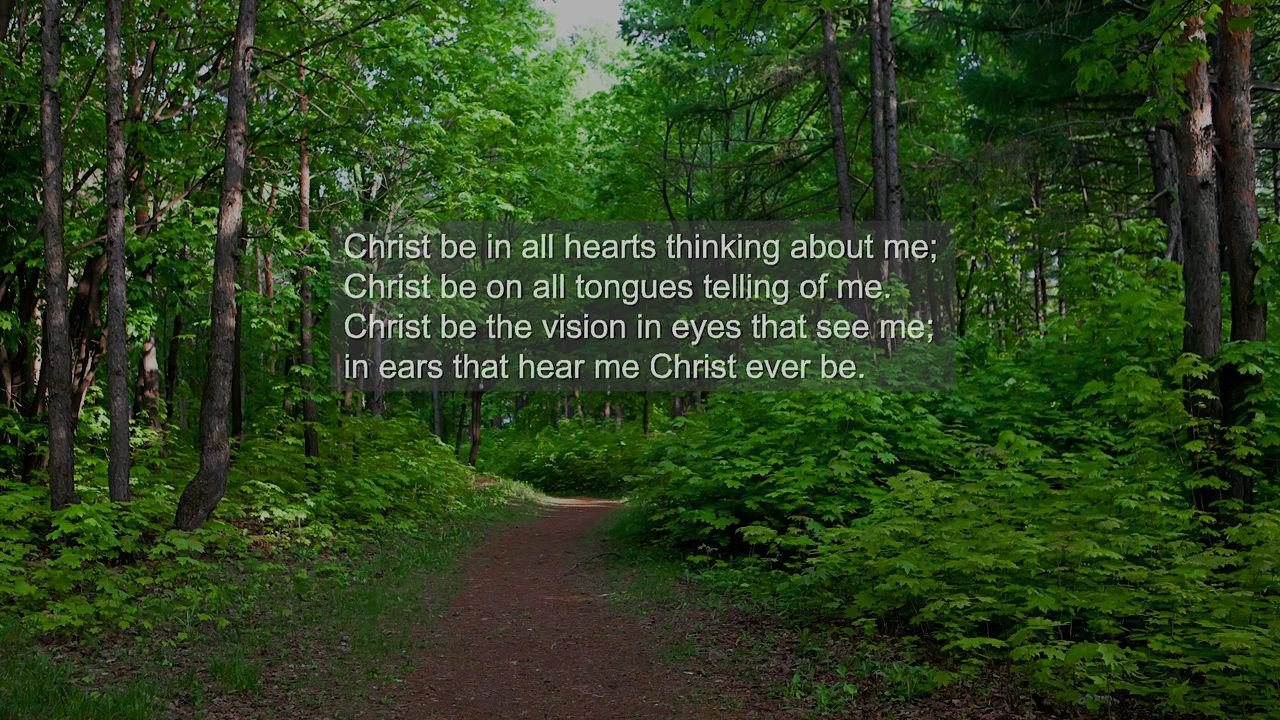 Christ be in all hearts thinking about me;
Christ be on all tongues telling of me.
Christ be the vision in eyes that see me;
in ears that hear me Christ ever be.